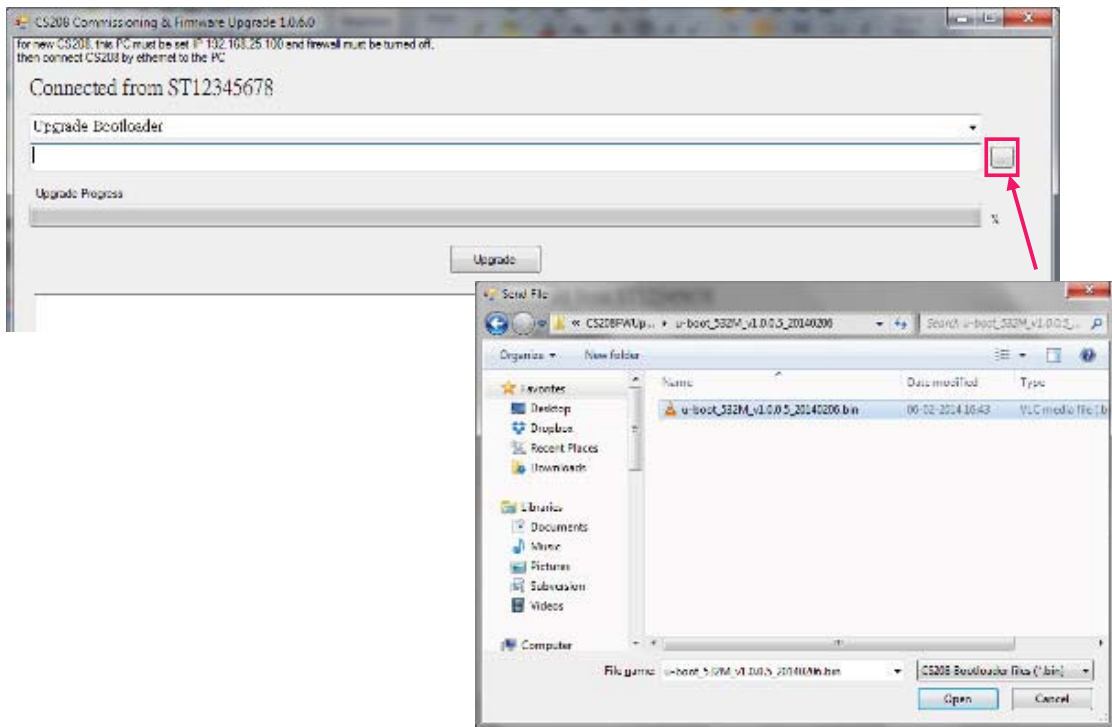 CS208 Commissioning & Firmware Upgrade 1.0.6.0
for new CS208, this PC must be set IP 192.168.25.100 and firewall must be turned off,
then connect CS208 by ethernet to the PC
Connected from ST12345678
Upgrade Bootloader
...
Upgrade Progress
%
Upgrade
Send File
« CS208FWUp... ▸ u-boot_532M_v1.0.0.5_20140206
Search u-boot_532M_v1.0.0.5_...
Organize
New folder
Favorites
Name
Date modified
Type
Desktop
u-boot_532M_v1.0.0.5_20140206.bin
06-02-2014 16:43
VLC media file (.b
Dropbox
Recent Places
Downloads
Libraries
Documents
Music
Pictures
Subversion
Videos
Computer
File name:
u-boot_532M_v1.0.0.5_20140206.bin
CS208 Bootloader files (*.bin)
Open
Cancel